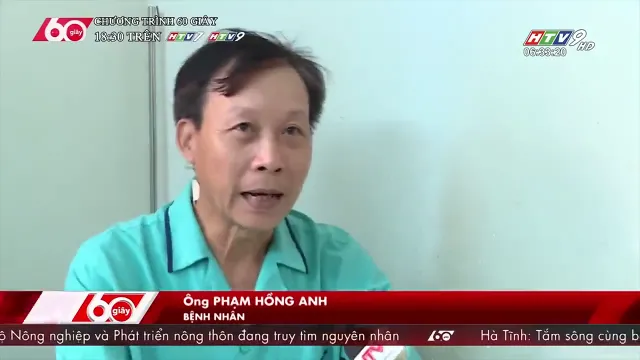 60 giây
CHƯƠNG TRÌNH 60 GIÂY
18:30 TRÊN HTV7 HTV9
HTV9 HD
06:33:20
Ông PHẠM HỒNG ANH
BỆNH NHÂN
60 giây
ộ Nông nghiệp và Phát triển nông thôn đang truy tìm nguyên nhân 60 Hà Tĩnh: Tắm sông cùng b